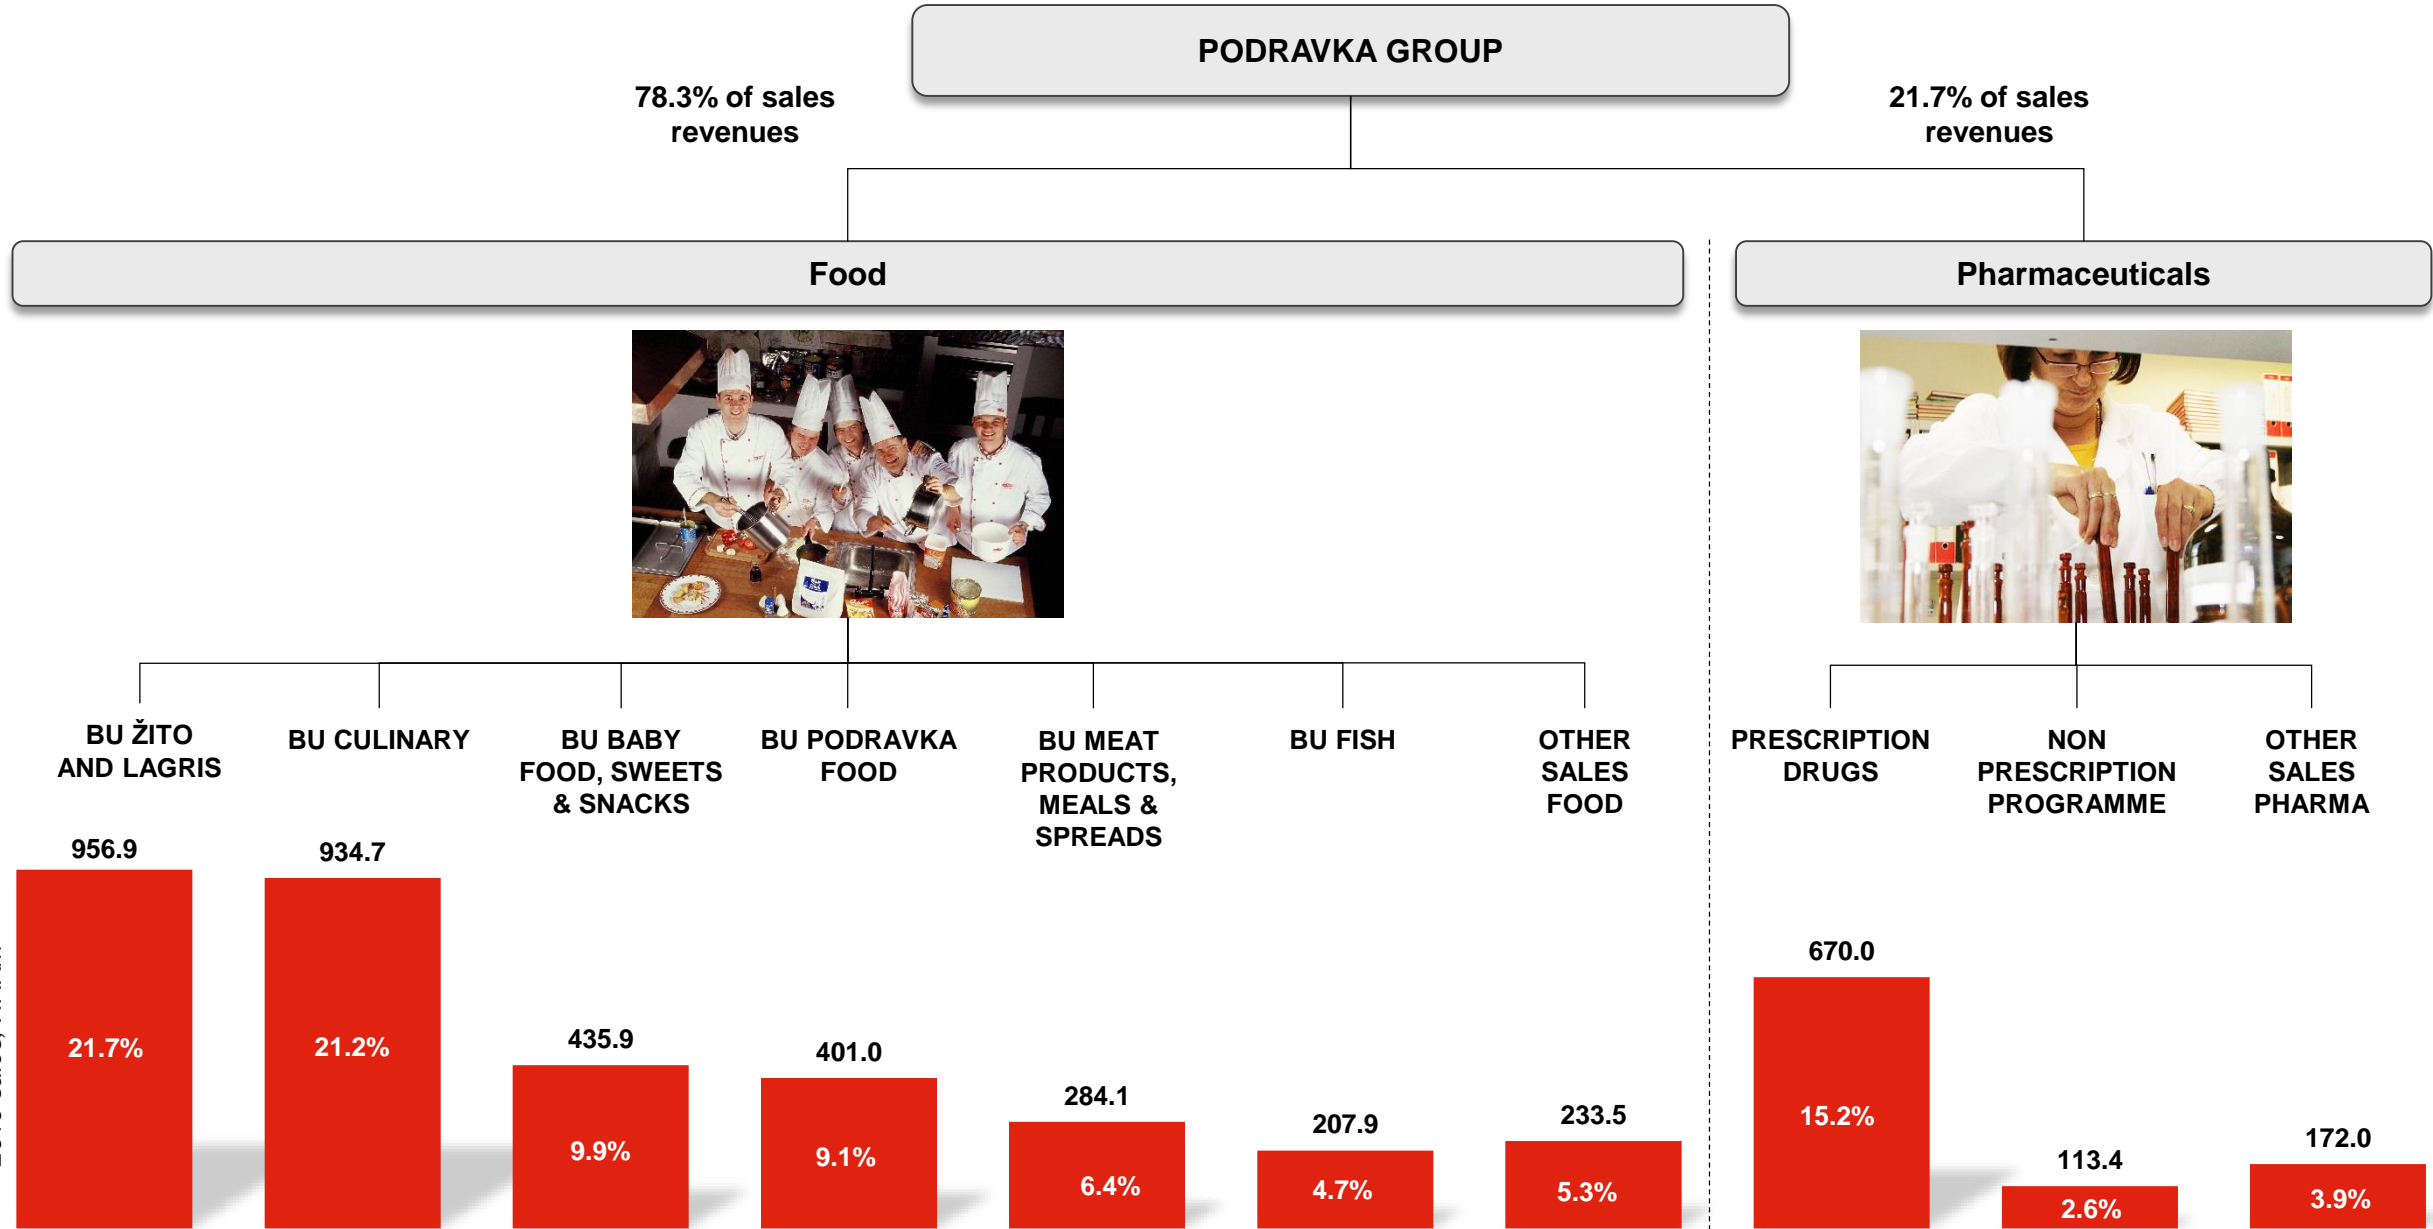 PODRAVKA GROUP
78.3% of sales
revenues
21.7% of sales
revenues
Food
Pharmaceuticals
BU ŽITO
AND LAGRIS
BU CULINARY
BU BABY
FOOD, SWEETS
& SNACKS
BU PODRAVKA
FOOD
BU MEAT
PRODUCTS,
MEALS &
SPREADS
BU FISH
OTHER
SALES
FOOD
PRESCRIPTION
DRUGS
NON
PRESCRIPTION
PROGRAMME
OTHER
SALES
PHARMA
956.9
934.7
435.9
401.0
284.1
207.9
233.5
670.0
113.4
172.0
21.7%
21.2%
9.9%
9.1%
6.4%
4.7%
5.3%
15.2%
2.6%
3.9%